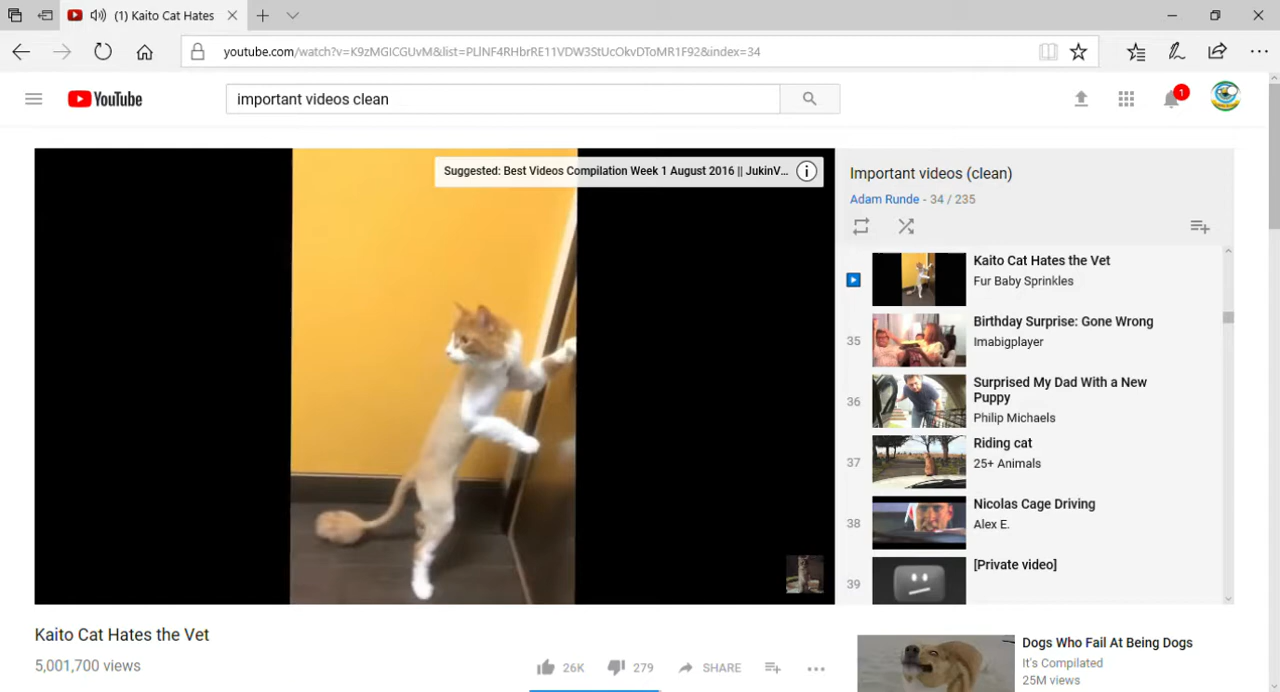 (1) Kaito Cat Hates
youtube.com/watch?v=K9zMGICGUvM&list=PLlNF4RHbrRE11VDW3StUcOkvDToMR1F92&index=34
YouTube
important videos clean
1
Suggested: Best Videos Compilation Week 1 August 2016 || JukinV...
Important videos (clean)
Adam Runde - 34 / 235
Kaito Cat Hates the Vet
Fur Baby Sprinkles
35
Birthday Surprise: Gone Wrong
Imabigplayer
36
Surprised My Dad With a New
Puppy
Philip Michaels
37
Riding cat
25+ Animals
38
Nicolas Cage Driving
Alex E.
39
[Private video]
Kaito Cat Hates the Vet
5,001,700 views
26K
279
SHARE
Dogs Who Fail At Being Dogs
It's Compilated
25M views